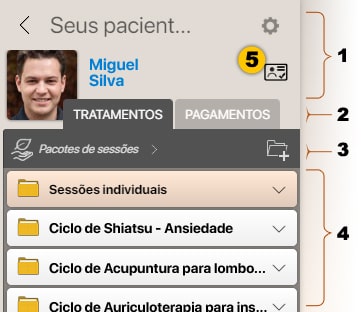 Seus pacient...
Miguel
Silva
5
1
TRATAMENTOS
PAGAMENTOS
2
Pacotes de sessões
3
Sessões individuais
Ciclo de Shiatsu - Ansiedade
4
Ciclo de Acupuntura para lombo...
Ciclo de Auriculoterapia para ins...